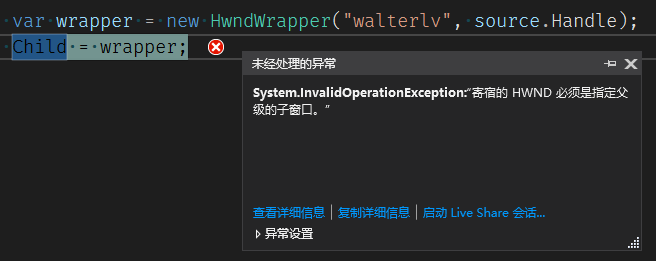 var wrapper = new HwndWrapper("walterlv", source.Handle);
Child = wrapper;
未经处理的异常
System.InvalidOperationException:“寄宿的 HWND 必须是指定父
级的子窗口。”
查看详细信息 | 复制详细信息 | 启动 Live Share 会话...
异常设置